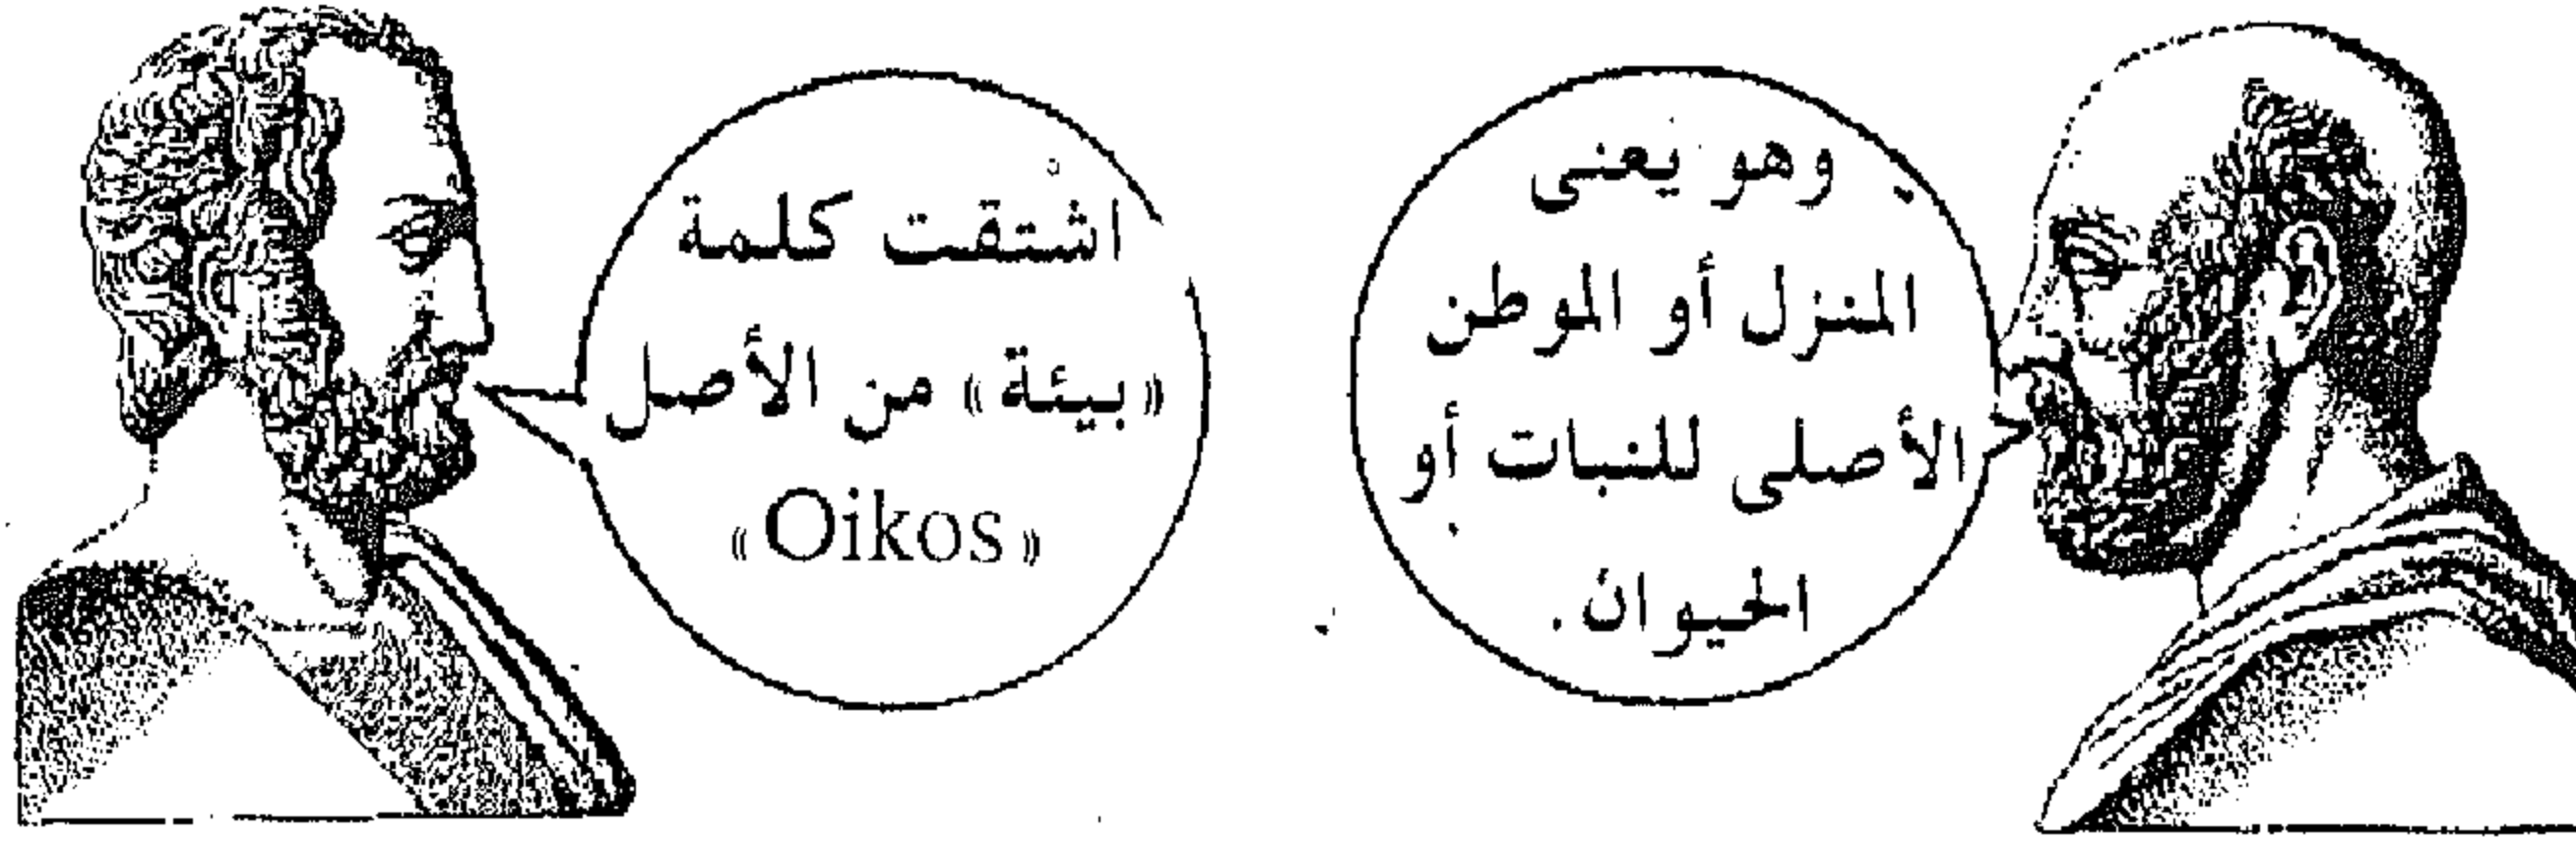 اشتقت كلمة
«بيئة» من الأصل
«Oikos»
وهو يعنى
المنزل أو الموطن
الأصلى للنبات أو
الحيوان.